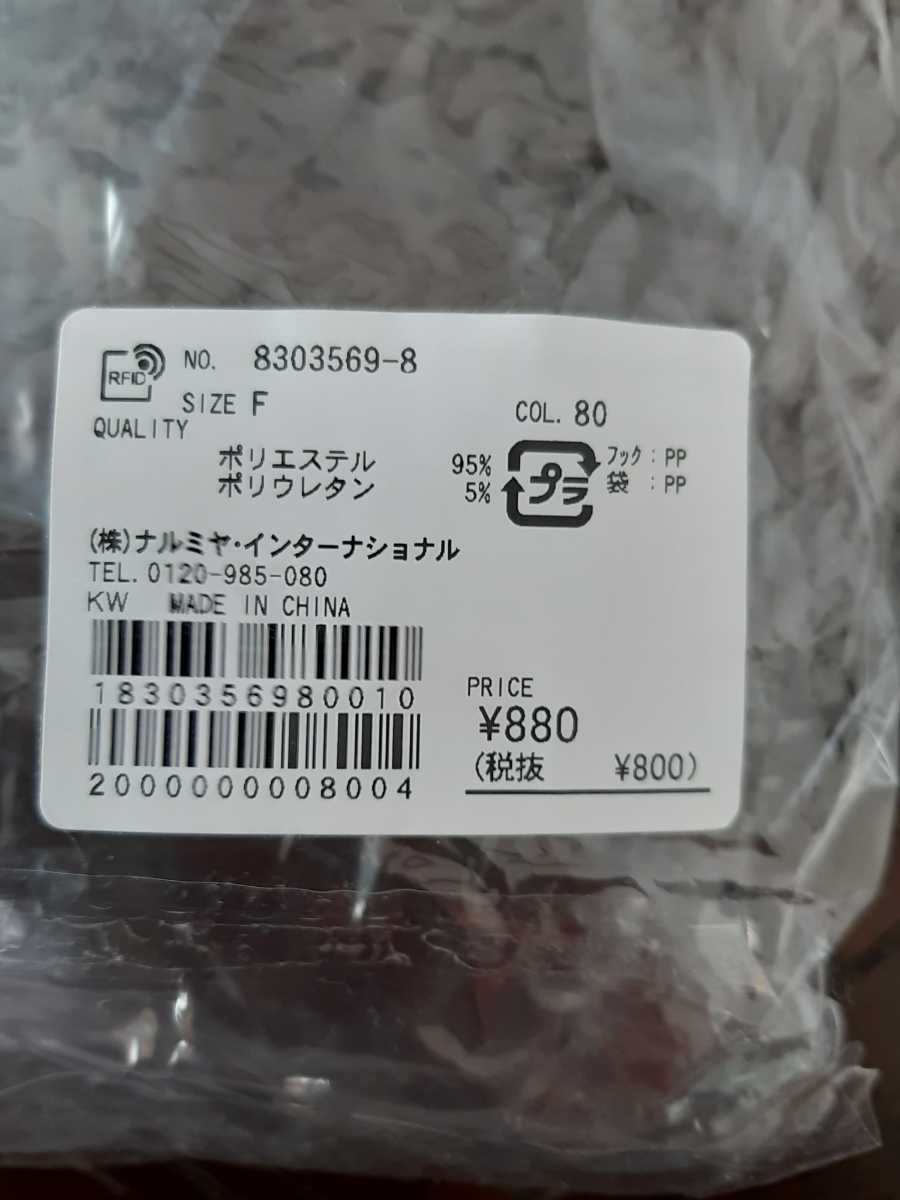 RFID
NO. 8303569-8
SIZE F
COL. 80
QUALITY
ポリエステル 95%
ポリウレタン 5%
プラ
フック : PP
袋 : PP
(株)ナルミヤ・インターナショナル
TEL. 0120-985-080
KW MADE IN CHINA
1830356980010
2000000008004
PRICE
¥880
(税抜 ¥800)